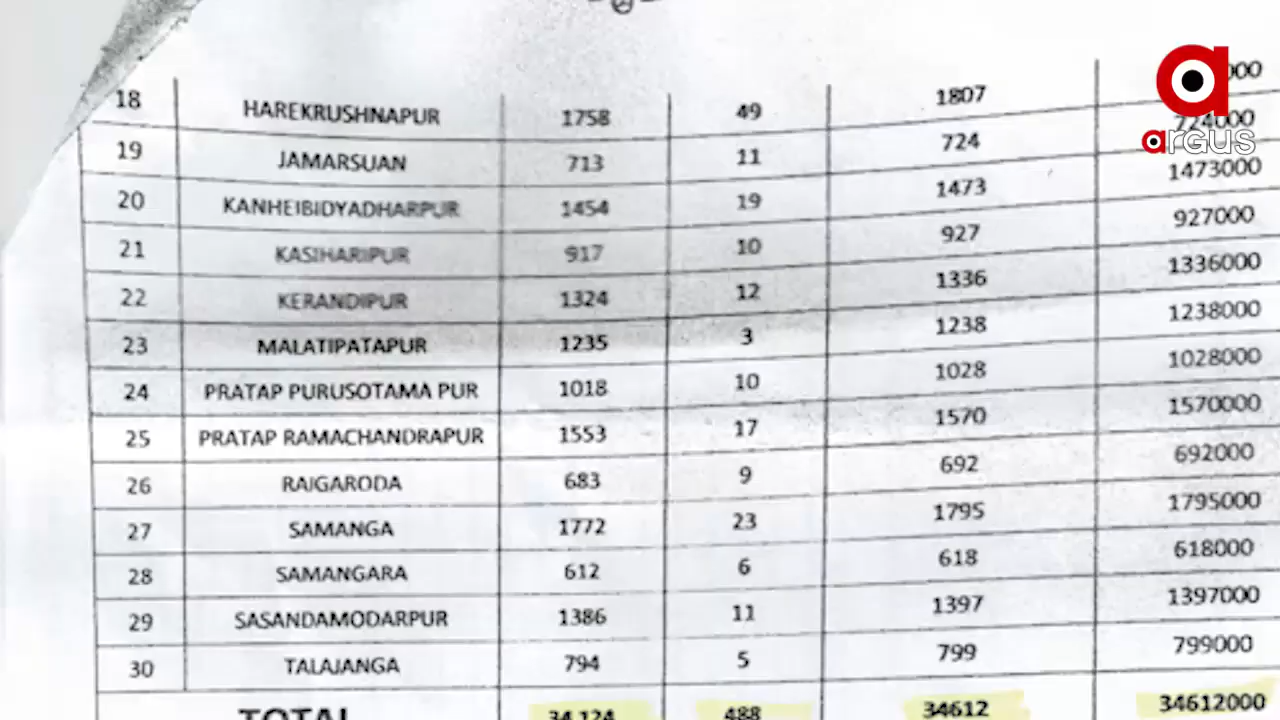 18 HAREKRUSHNAPUR 1758 49 1807
19 JAMARSUAN 713 11 724 724000
20 KANHEIBIDYADHARPUR 1454 19 1473 1473000
21 KASIHARIPUR 917 10 927 927000
22 KERANDIPUR 1324 12 1336 1336000
23 MALATIPATAPUR 1235 3 1238 1238000
24 PRATAP PURUSOTAMA PUR 1018 10 1028 1028000
25 PRATAP RAMACHANDRAPUR 1553 17 1570 1570000
26 RAIGARODA 683 9 692 692000
27 SAMANGA 1772 23 1795 1795000
28 SAMANGARA 612 6 618 618000
29 SASANDAMODARPUR 1386 11 1397 1397000
30 TALAJANGA 794 5 799 799000
TOTAL 34,124 488 34612 34612000
argus